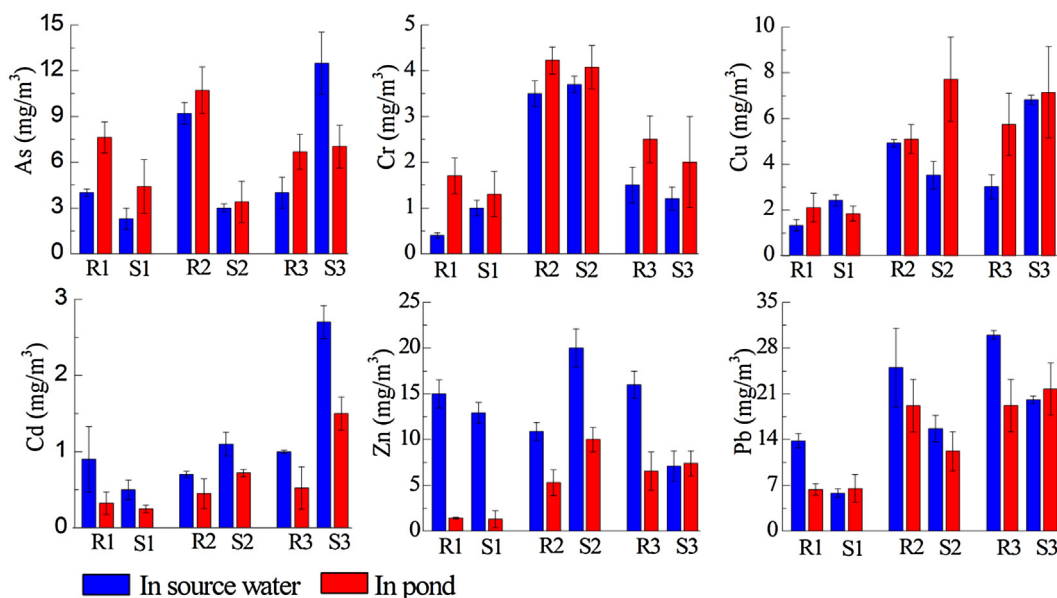 As (mg/m³)
15
12
9
6
3
0
R1 S1 R2 S2 R3 S3
Cr (mg/m³)
5
4
3
2
1
0
R1 S1 R2 S2 R3 S3
Cu (mg/m³)
10
8
6
4
2
0
R1 S1 R2 S2 R3 S3
Cd (mg/m³)
3
2
1
0
R1 S1 R2 S2 R3 S3
Zn (mg/m³)
25
20
15
10
5
0
R1 S1 R2 S2 R3 S3
Pb (mg/m³)
35
28
21
14
7
0
R1 S1 R2 S2 R3 S3
In source water In pond